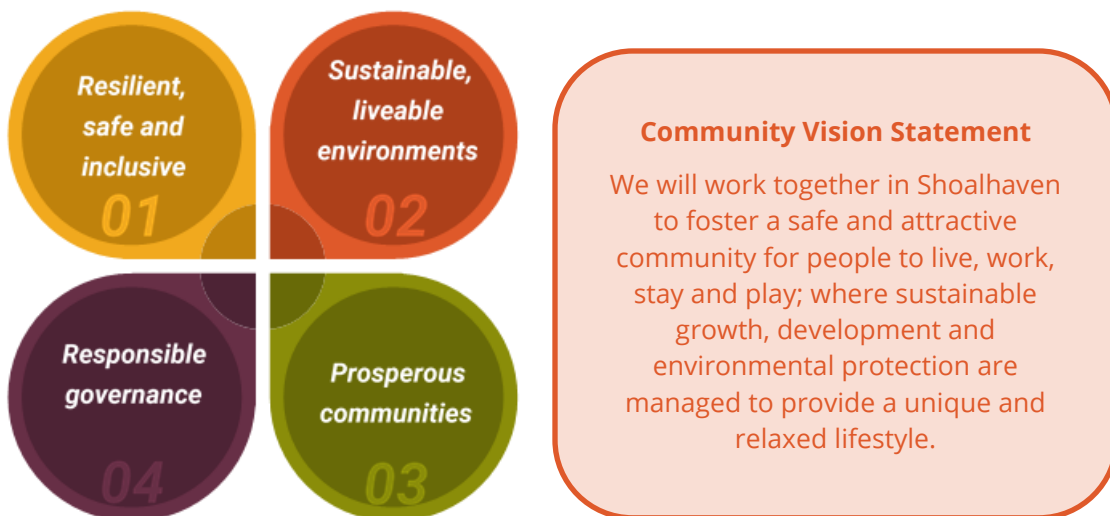 Resilient,
safe and
inclusive
01
Sustainable,
liveable
environments
02
Responsible
governance
04
Prosperous
communities
03
Community Vision Statement
We will work together in Shoalhaven
to foster a safe and attractive
community for people to live, work,
stay and play; where sustainable
growth, development and
environmental protection are
managed to provide a unique and
relaxed lifestyle.